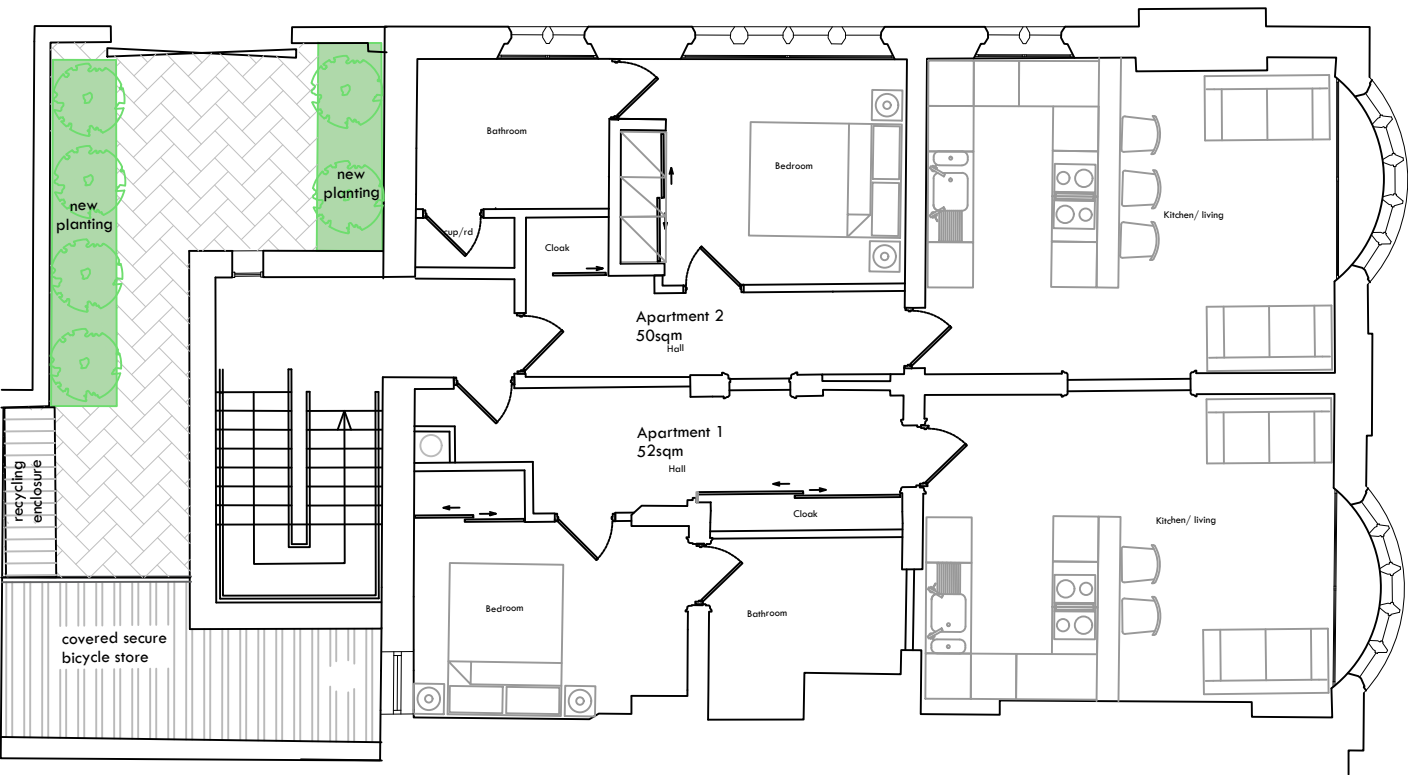 Bathroom
Bedroom
new
planting
new
planting
Kitchen/ living
cup/rd
Cloak
Apartment 2
50sqm
Hall
Apartment 1
52sqm
Hall
recycling
enclosure
Cloak
Kitchen/ living
Bedroom
Bathroom
covered secure
bicycle store